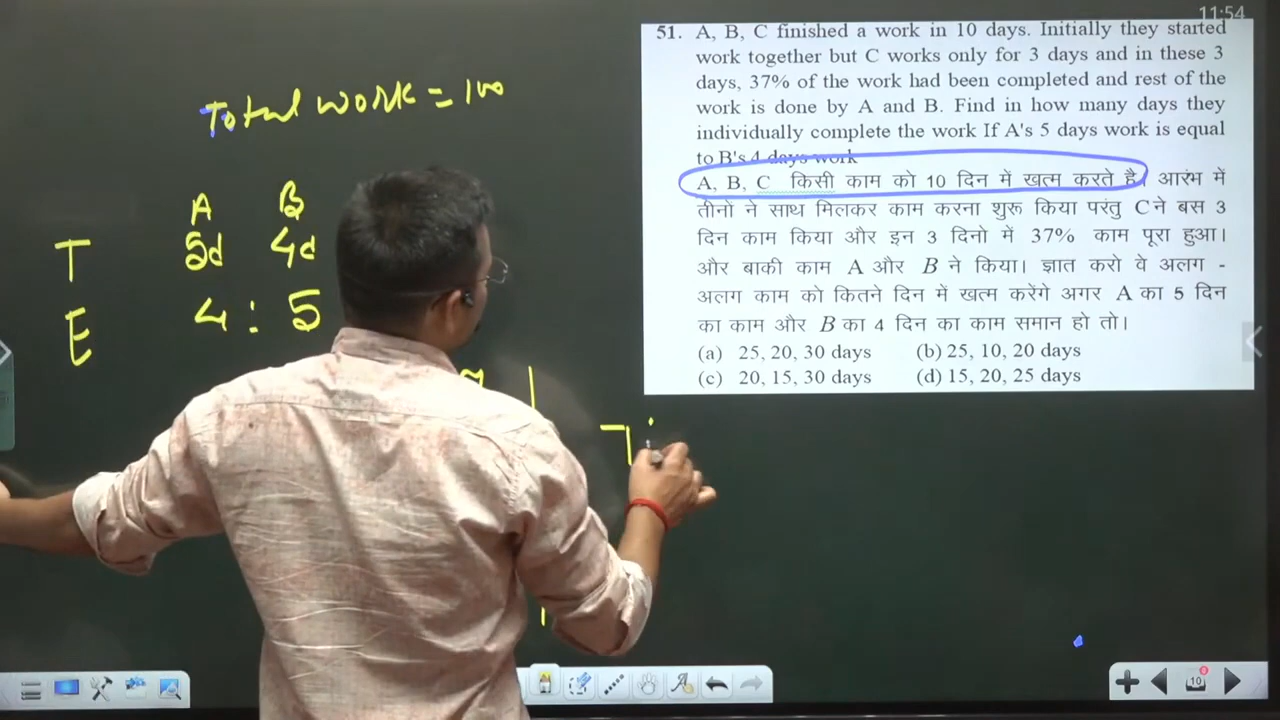 11:54
Total work = 100
A B
T 5d 4d
E 4 : 5
7
51. A, B, C finished a work in 10 days. Initially they started
work together but C works only for 3 days and in these 3
days, 37% of the work had been completed and rest of the
work is done by A and B. Find in how many days they
individually complete the work If A's 5 days work is equal
to B's 4 days work
A, B, C किसी काम को 10 दिन में खत्म करते है। आरंभ में
तीनो ने साथ मिलकर काम करना शुरू किया परंतु C ने बस 3
दिन काम किया और इन 3 दिनो में 37% काम पूरा हुआ।
और बाकी काम A और B ने किया। ज्ञात करो वे अलग -
अलग काम को कितने दिन में खत्म करेंगे अगर A का 5 दिन
का काम और B का 4 दिन का काम समान हो तो।
(a) 25, 20, 30 days (b) 25, 10, 20 days
(c) 20, 15, 30 days (d) 15, 20, 25 days
10